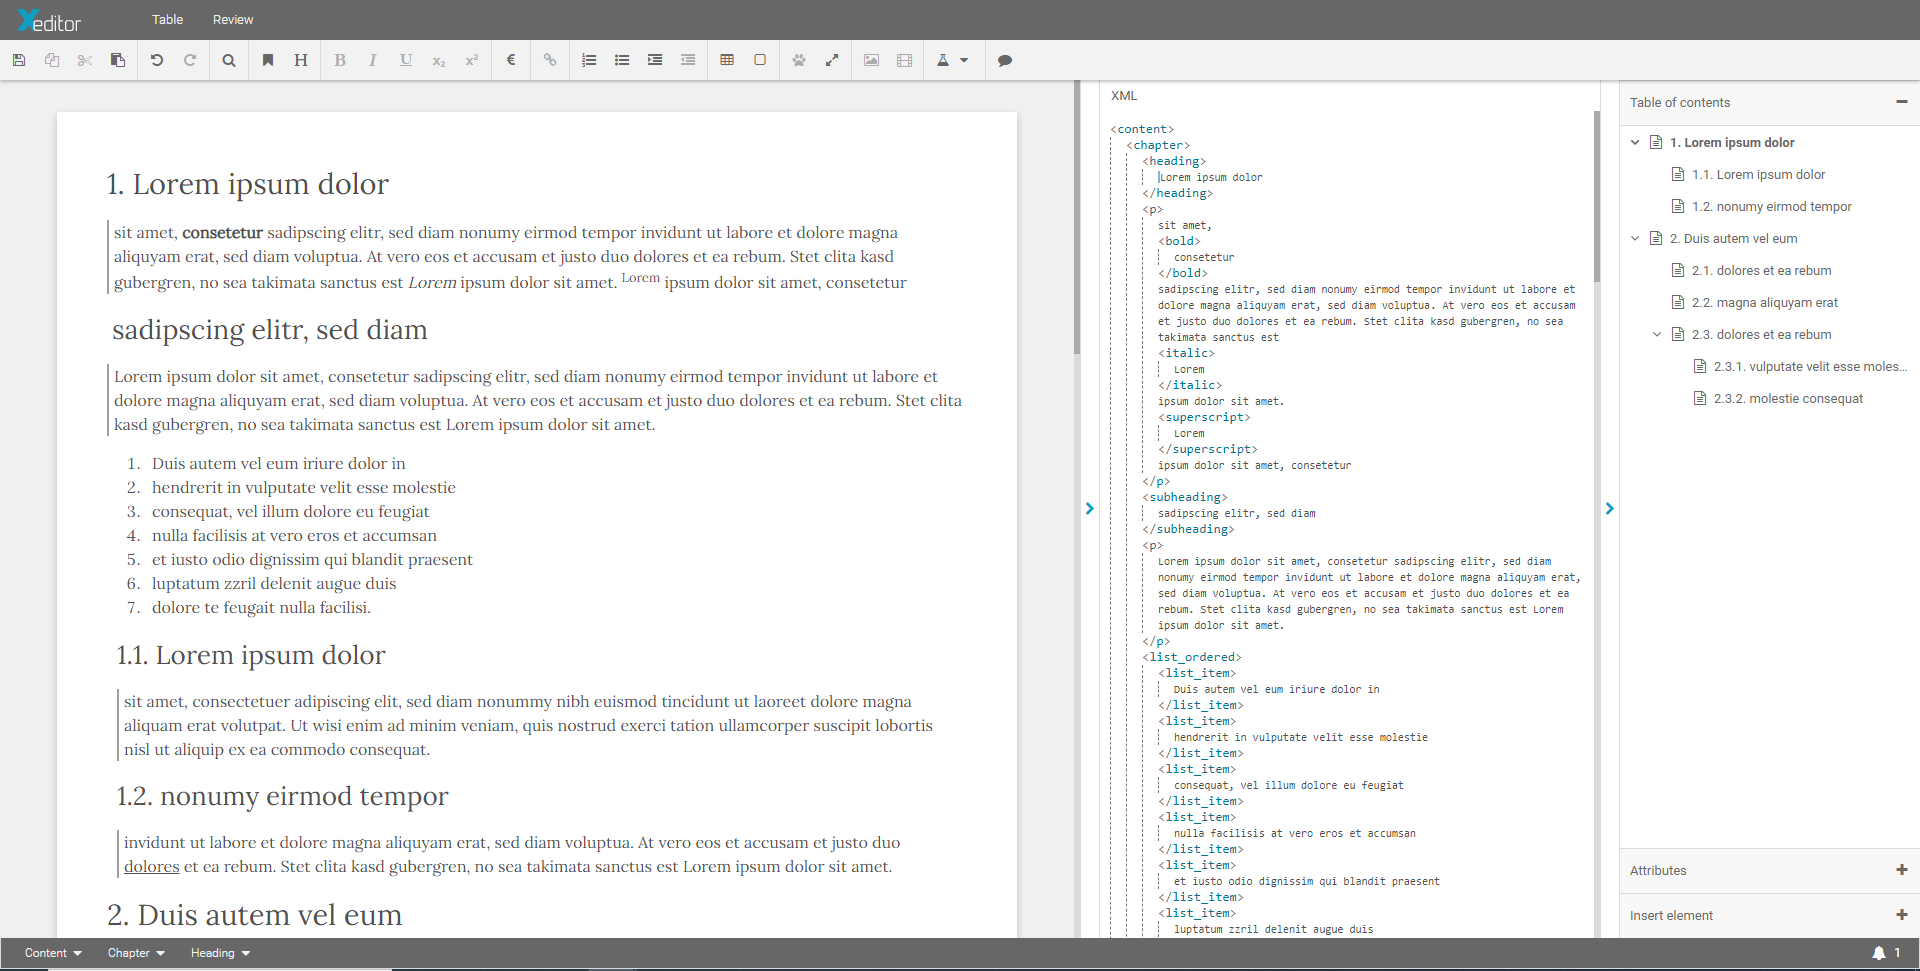 Xeditor
Table Review
H B I U x₂ x² €
1. Lorem ipsum dolor
sit amet, consetetur sadipscing elitr, sed diam nonumy eirmod tempor invidunt ut labore et dolore magna
aliquyam erat, sed diam voluptua. At vero eos et accusam et justo duo dolores et ea rebum. Stet clita kasd
gubergren, no sea takimata sanctus est Lorem ipsum dolor sit amet. Lorem ipsum dolor sit amet, consetetur
sadipscing elitr, sed diam
Lorem ipsum dolor sit amet, consetetur sadipscing elitr, sed diam nonumy eirmod tempor invidunt ut labore et
dolore magna aliquyam erat, sed diam voluptua. At vero eos et accusam et justo duo dolores et ea rebum. Stet clita
kasd gubergren, no sea takimata sanctus est Lorem ipsum dolor sit amet.
1. Duis autem vel eum iriure dolor in
2. hendrerit in vulputate velit esse molestie
3. consequat, vel illum dolore eu feugiat
4. nulla facilisis at vero eros et accumsan
5. et iusto odio dignissim qui blandit praesent
6. luptatum zzril delenit augue duis
7. dolore te feugait nulla facilisi.
1.1. Lorem ipsum dolor
sit amet, consectetuer adipiscing elit, sed diam nonummy nibh euismod tincidunt ut laoreet dolore magna
aliquam erat volutpat. Ut wisi enim ad minim veniam, quis nostrud exerci tation ullamcorper suscipit lobortis
nisl ut aliquip ex ea commodo consequat.
1.2. nonumy eirmod tempor
invidunt ut labore et dolore magna aliquyam erat, sed diam voluptua. At vero eos et accusam et justo duo
dolores et ea rebum. Stet clita kasd gubergren, no sea takimata sanctus est Lorem ipsum dolor sit amet.
2. Duis autem vel eum
XML
<content>
<chapter>
<heading>
Lorem ipsum dolor
</heading>
<p>
sit amet,
<bold>
consetetur
</bold>
sadipscing elitr, sed diam nonumy eirmod tempor invidunt ut labore et
dolore magna aliquyam erat, sed diam voluptua. At vero eos et accusam
et justo duo dolores et ea rebum. Stet clita kasd gubergren, no sea
takimata sanctus est
<italic>
Lorem
</italic>
ipsum dolor sit amet.
<superscript>
Lorem
</superscript>
ipsum dolor sit amet, consetetur
</p>
<subheading>
sadipscing elitr, sed diam
</subheading>
<p>
Lorem ipsum dolor sit amet, consetetur sadipscing elitr, sed diam
nonumy eirmod tempor invidunt ut labore et dolore magna aliquyam erat,
sed diam voluptua. At vero eos et accusam et justo duo dolores et ea
rebum. Stet clita kasd gubergren, no sea takimata sanctus est Lorem
ipsum dolor sit amet.
</p>
<list_ordered>
<list_item>
Duis autem vel eum iriure dolor in
</list_item>
<list_item>
hendrerit in vulputate velit esse molestie
</list_item>
<list_item>
consequat, vel illum dolore eu feugiat
</list_item>
<list_item>
nulla facilisis at vero eros et accumsan
</list_item>
<list_item>
et iusto odio dignissim qui blandit praesent
</list_item>
<list_item>
luptatum zzril delenit augue duis
Table of contents
1. Lorem ipsum dolor
1.1. Lorem ipsum dolor
1.2. nonumy eirmod tempor
2. Duis autem vel eum
2.1. dolores et ea rebum
2.2. magna aliquyam erat
2.3. dolores et ea rebum
2.3.1. vulputate velit esse moles...
2.3.2. molestie consequat
Attributes
Insert element
Content Chapter Heading 1